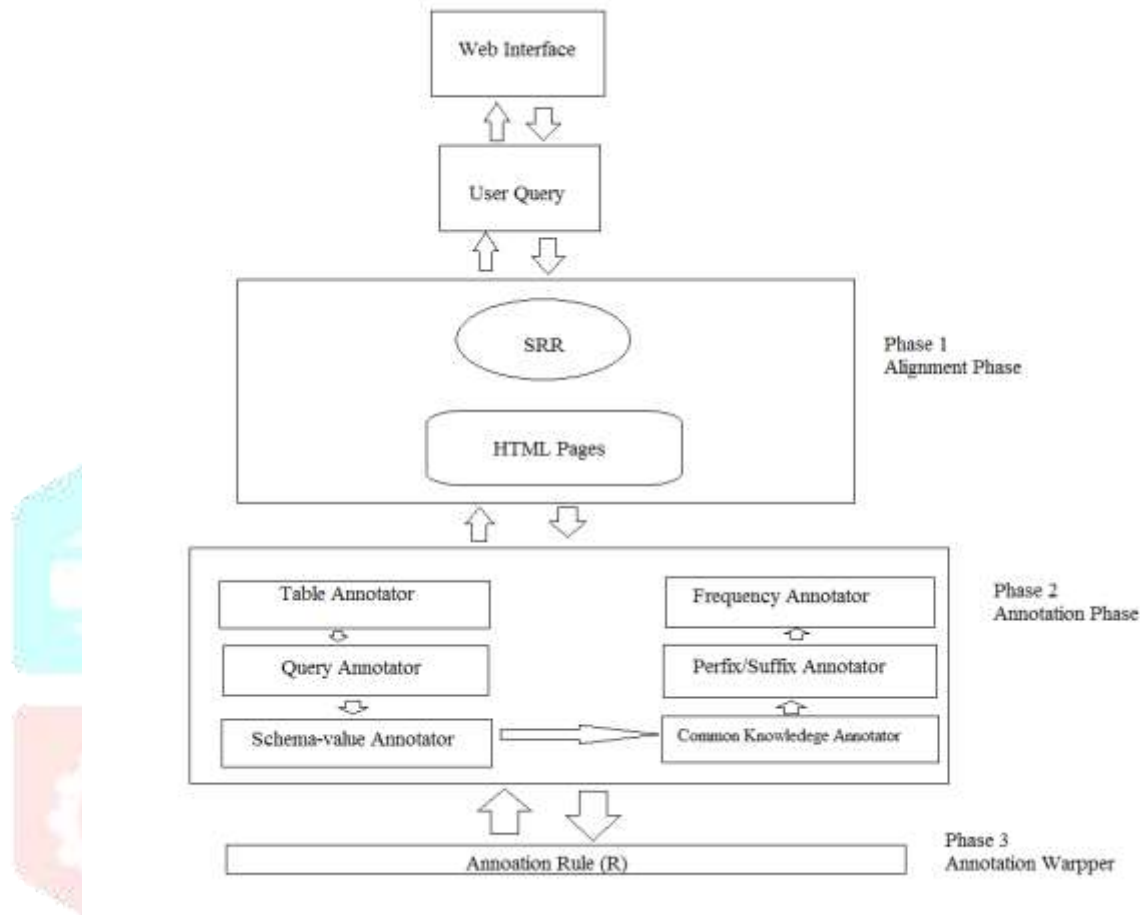 Web Interface
User Query
SRR
HTML Pages
Phase 1
Alignment Phase
Table Annotator
Query Annotator
Schema-value Annotator
Frequency Annotator
Perfix/Suffix Annotator
Common Knowledege Annotator
Phase 2
Annotation Phase
Annoation Rule (R)
Phase 3
Annotation Warpper